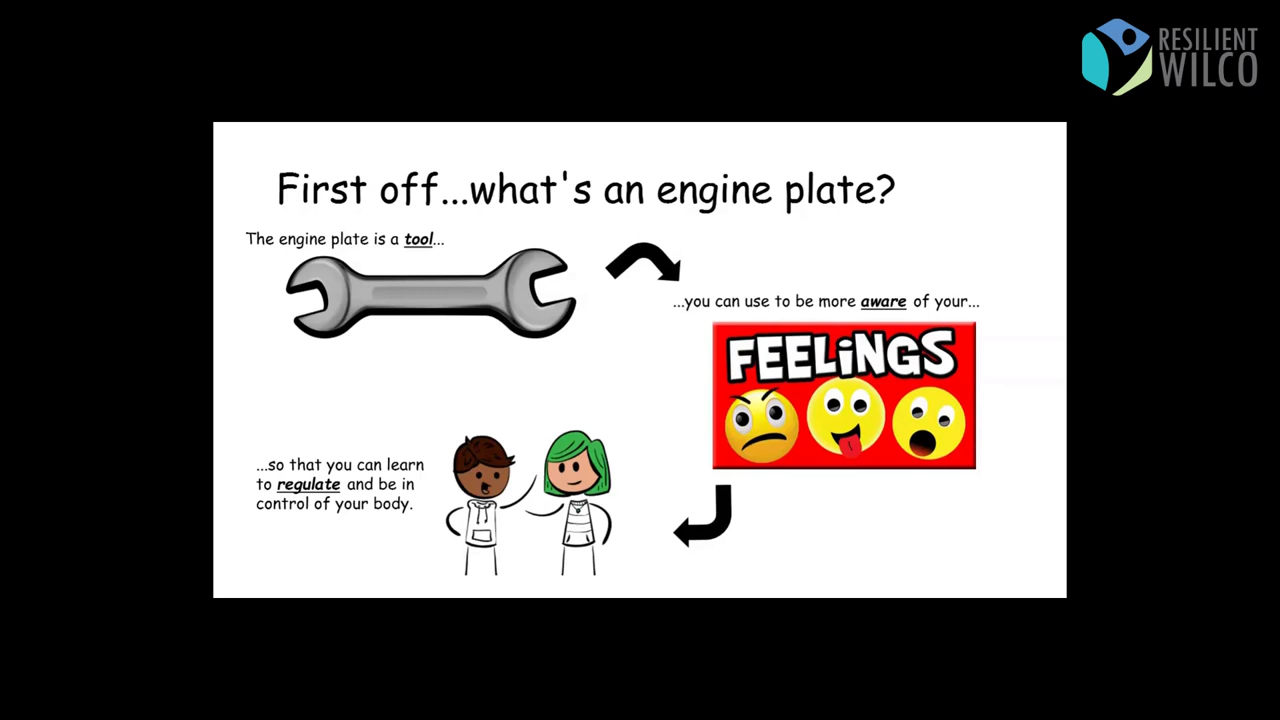 RESILIENT
WILCO
First off...what's an engine plate?
The engine plate is a tool...
...you can use to be more aware of your...
FEELiNGS
...so that you can learn
to regulate and be in
control of your body.